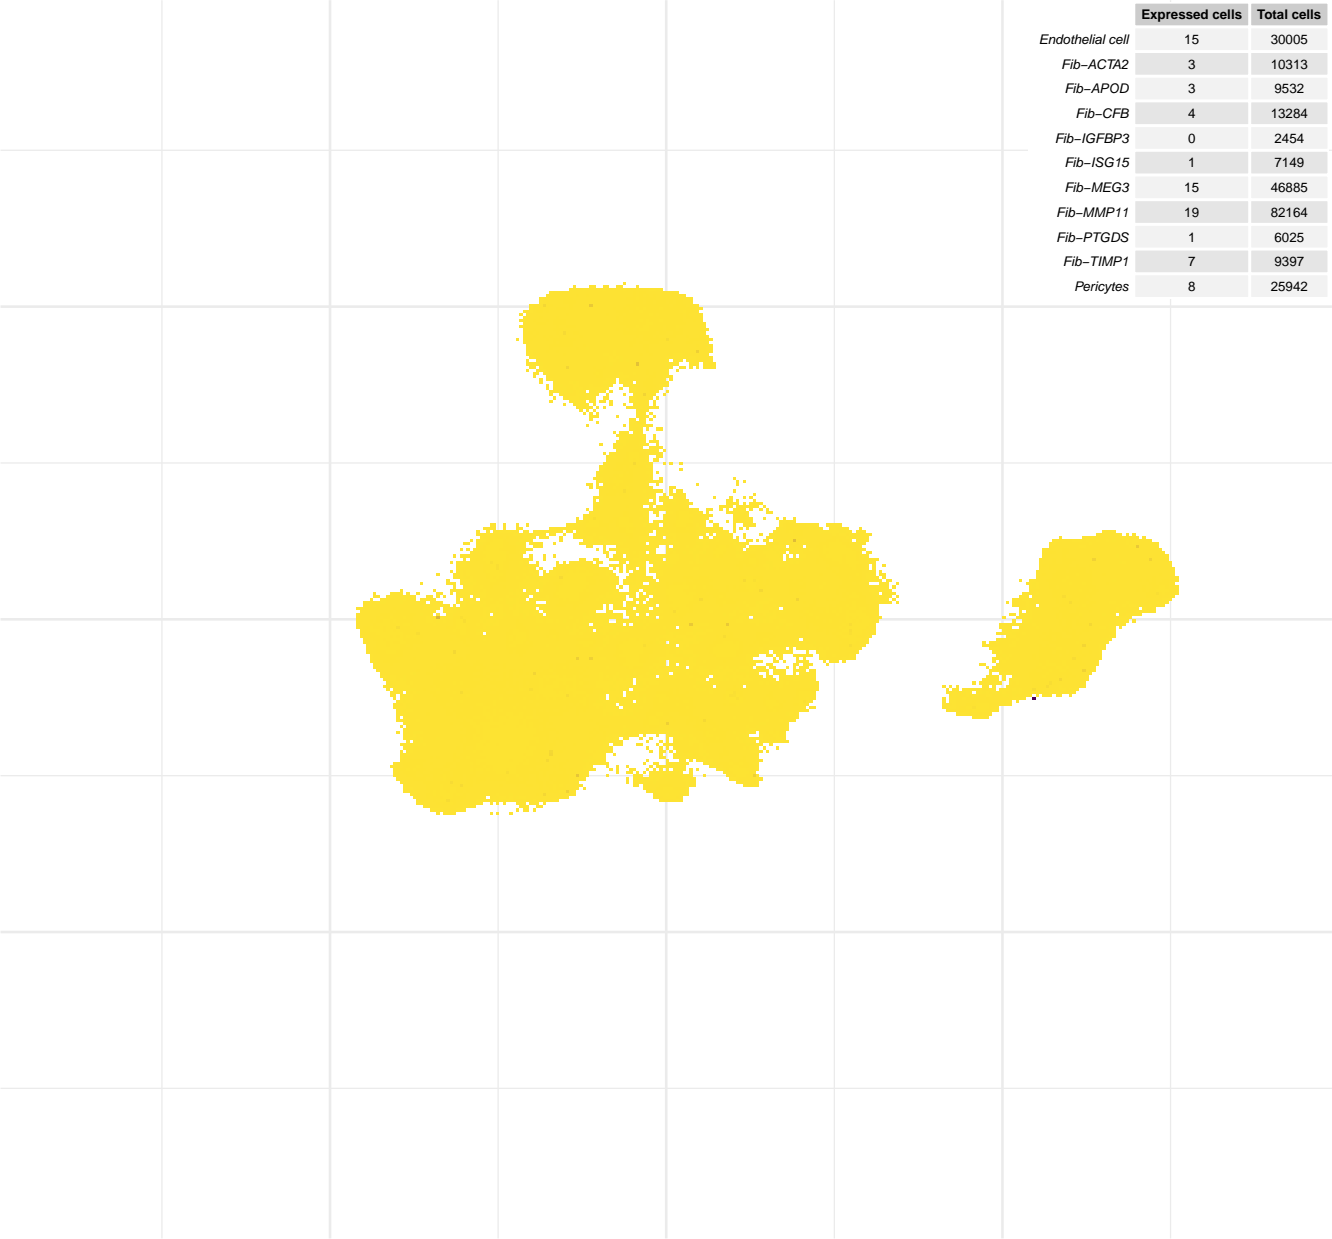 Expressed cells Total cells
Endothelial cell 15 30005
Fib−ACTA2 3 10313
Fib−APOD 3 9532
Fib−CFB 4 13284
Fib−IGFBP3 0 2454
Fib−ISG15 1 7149
Fib−MEG3 15 46885
Fib−MMP11 19 82164
Fib−PTGDS 1 6025
Fib−TIMP1 7 9397
Pericytes 8 25942